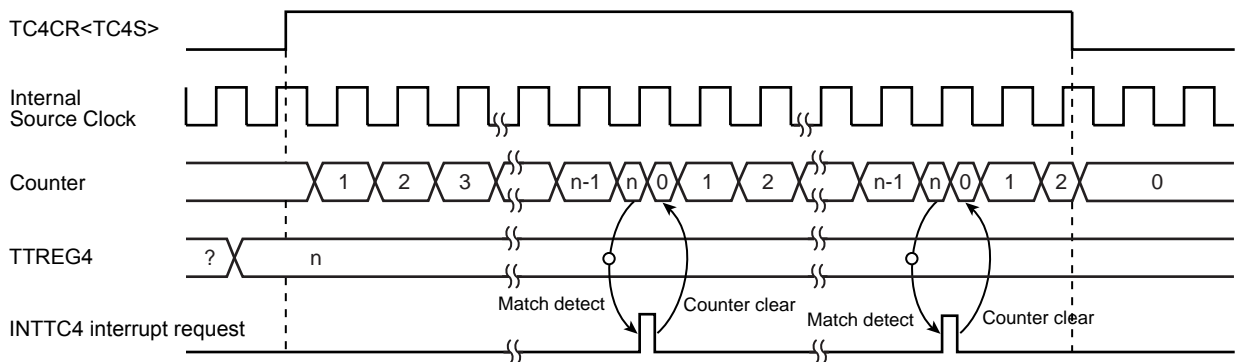 TC4CR<TC4S>
Internal
Source Clock
Counter
1 2 3 n-1 n 0 1 2 n-1 n 0 1 2 0
TTREG4
? n
Match detect Counter clear Match detect Counter clear
INTTC4 interrupt request